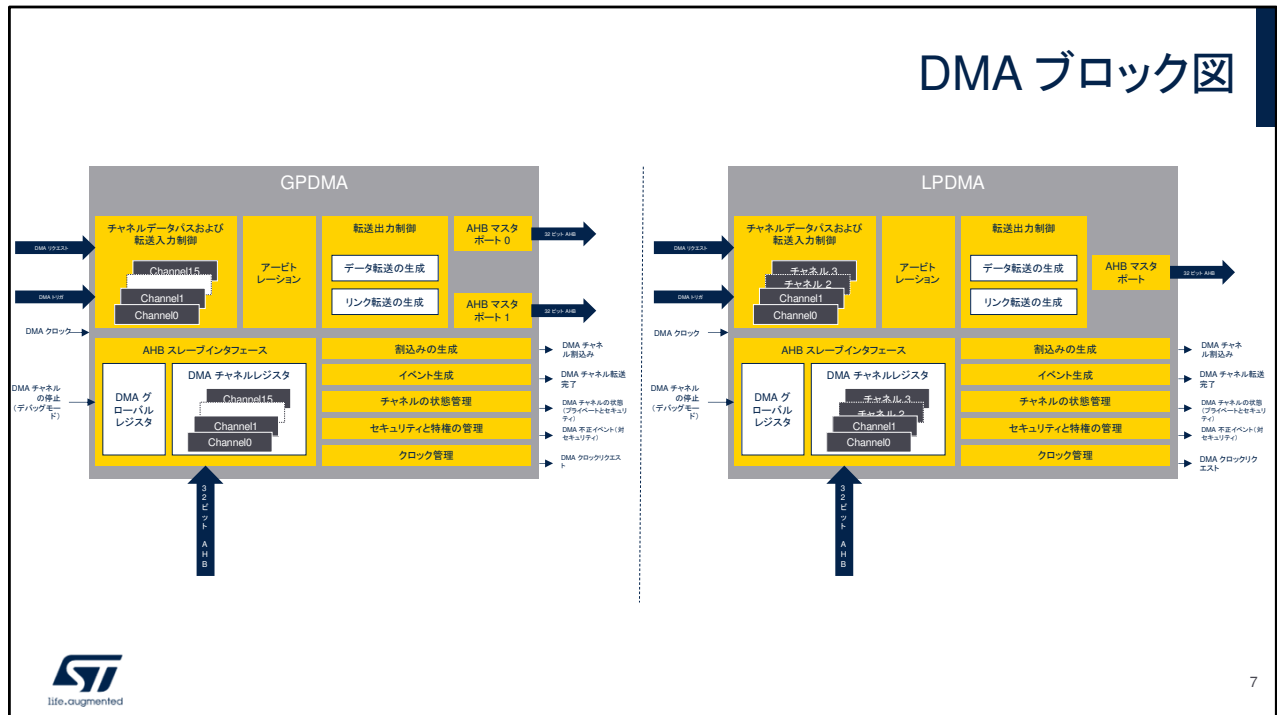 DMA ブロック図
GPDMA
DMA リクエスト
DMA トリガ
DMA クロック
DMA チャネル
の停止
(デバッグモー
ド)
チャネルデータパスおよび
転送入力制御
Channel15
Channel1
Channel0
アービト
レーション
転送出力制御
データ転送の生成
リンク転送の生成
AHB マスタ
ポート 0
32 ビット AHB
AHB マスタ
ポート 1
32 ビット AHB
AHB スレーブインタフェース
DMA グ
ローバル
レジスタ
DMA チャネルレジスタ
Channel15
Channel1
Channel0
割込みの生成
イベント生成
チャネルの状態管理
セキュリティと特権の管理
クロック管理
DMA チャネ
ル割込み
DMA チャネル転送
完了
DMA チャネルの状態
(プライベートとセキュリ
ティ)
DMA 不正イベント(対
セキュリティ)
DMA クロックリクエス
ト
32ビット AHB
LPDMA
DMA リクエスト
DMA トリガ
DMA クロック
DMA チャネル
の停止
(デバッグモー
ド)
チャネルデータパスおよび
転送入力制御
チャネル 3
チャネル 2
Channel1
Channel0
アービト
レーション
転送出力制御
データ転送の生成
リンク転送の生成
AHB マスタ
ポート
32 ビット AHB
AHB スレーブインタフェース
DMA グ
ローバル
レジスタ
DMA チャネルレジスタ
チャネル 3
チャネル 2
Channel1
Channel0
割込みの生成
イベント生成
チャネルの状態管理
セキュリティと特権の管理
クロック管理
DMA チャネ
ル割込み
DMA チャネル転送
完了
DMA チャネルの状態
(プライベートとセキュリ
ティ)
DMA 不正イベント(対
セキュリティ)
DMA クロックリク
エスト
32ビット AHB
ST
life.augmented
7